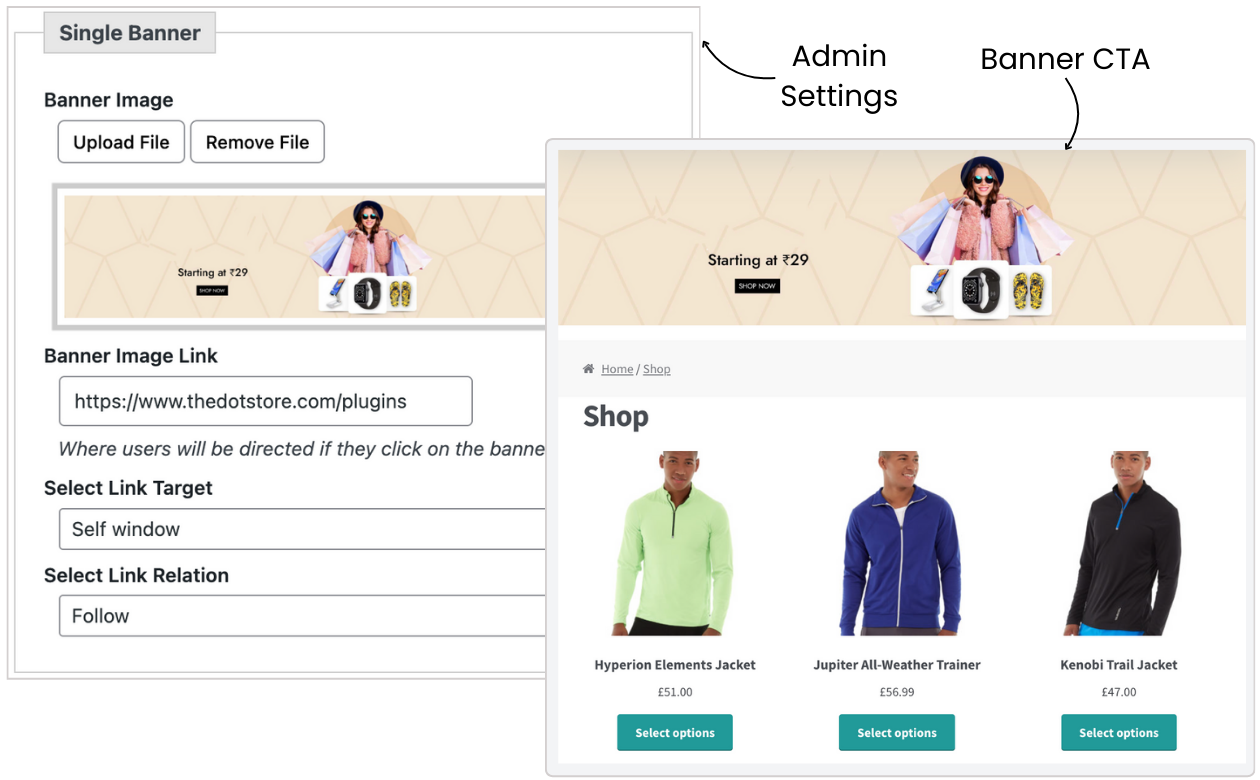 Single Banner
Admin
Settings
Banner CTA
Banner Image
Upload File
Remove File
Starting at ₹29
SHOP NOW
Banner Image Link
https://www.thedotstore.com/plugins
Where users will be directed if they click on the banne
Select Link Target
Self window
Select Link Relation
Follow
Starting at ₹29
SHOP NOW
Home / Shop
Shop
Hyperion Elements Jacket
£51.00
Select options
Jupiter All-Weather Trainer
£56.99
Select options
Kenobi Trail Jacket
£47.00
Select options